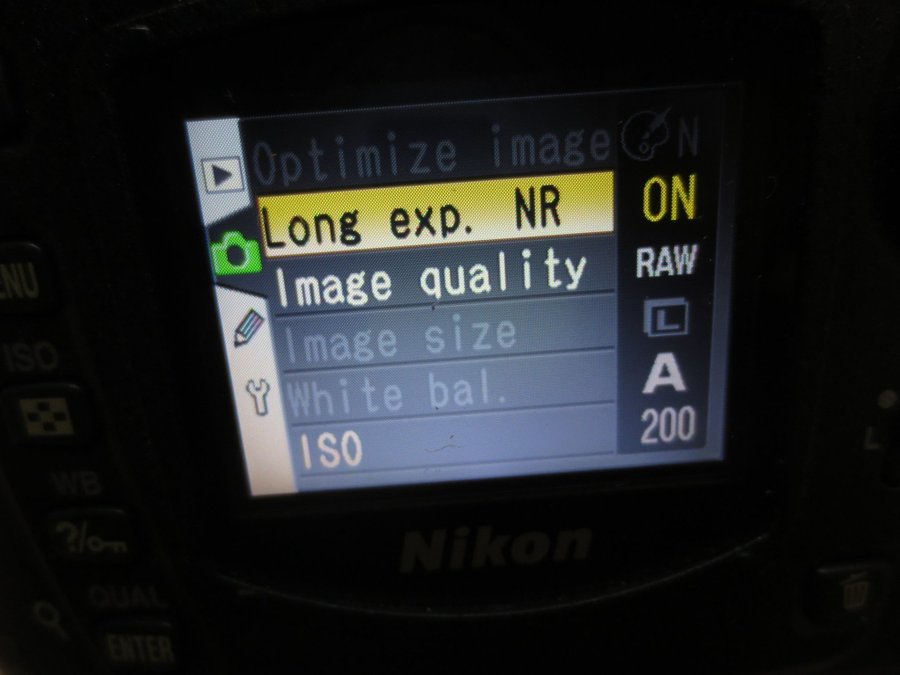 Optimize image N
Long exp. NR ON
Image quality RAW
Image size L
White bal. A
ISO 200
Nikon
ENU
ISO
WB
?/
QUAL
ENTER
L